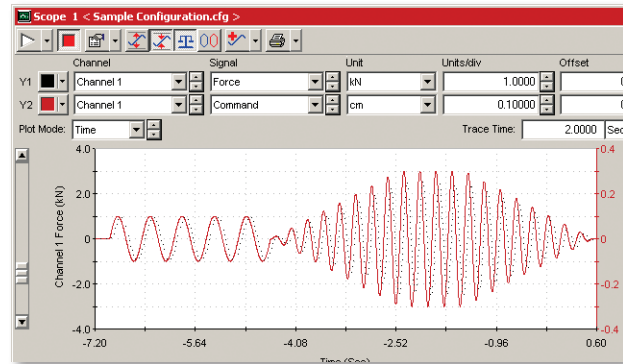 Scope 1 < Sample Configuration.cfg >
Channel Signal Unit Units/div Offset
Y1 Channel 1 Force kN 1.0000
Y2 Channel 1 Command cm 0.10000
Plot Mode: Time Trace Time: 2.0000 Sec
4.0 0.4
2.0 0.2
0 0
-2.0 -0.2
-4.0 -0.4
Channel 1 Force (kN)
-7.20 -5.64 -4.08 -2.52 -0.96 0.60
Time (Sec)